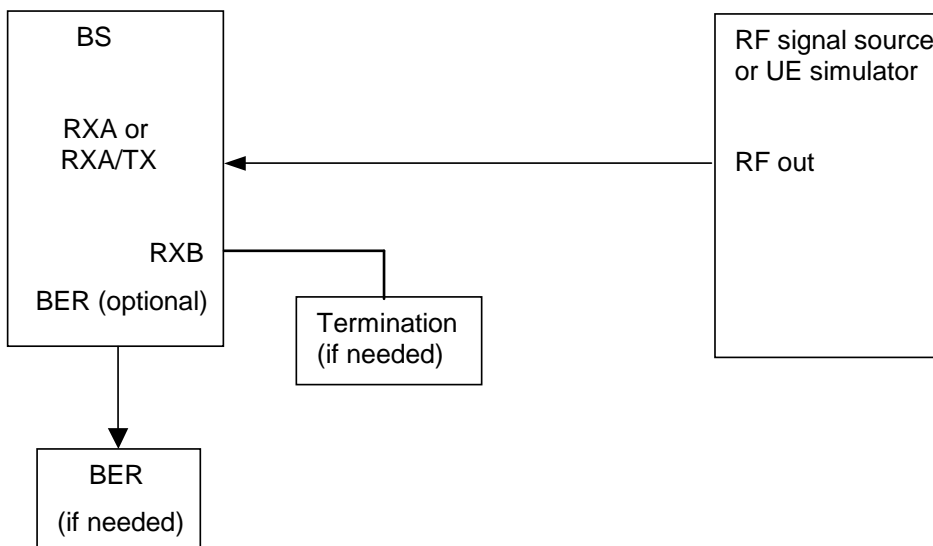 BS
RXA or
RXA/TX
RXB
BER (optional)
Termination
(if needed)
BER
(if needed)
RF signal source
or UE simulator
RF out